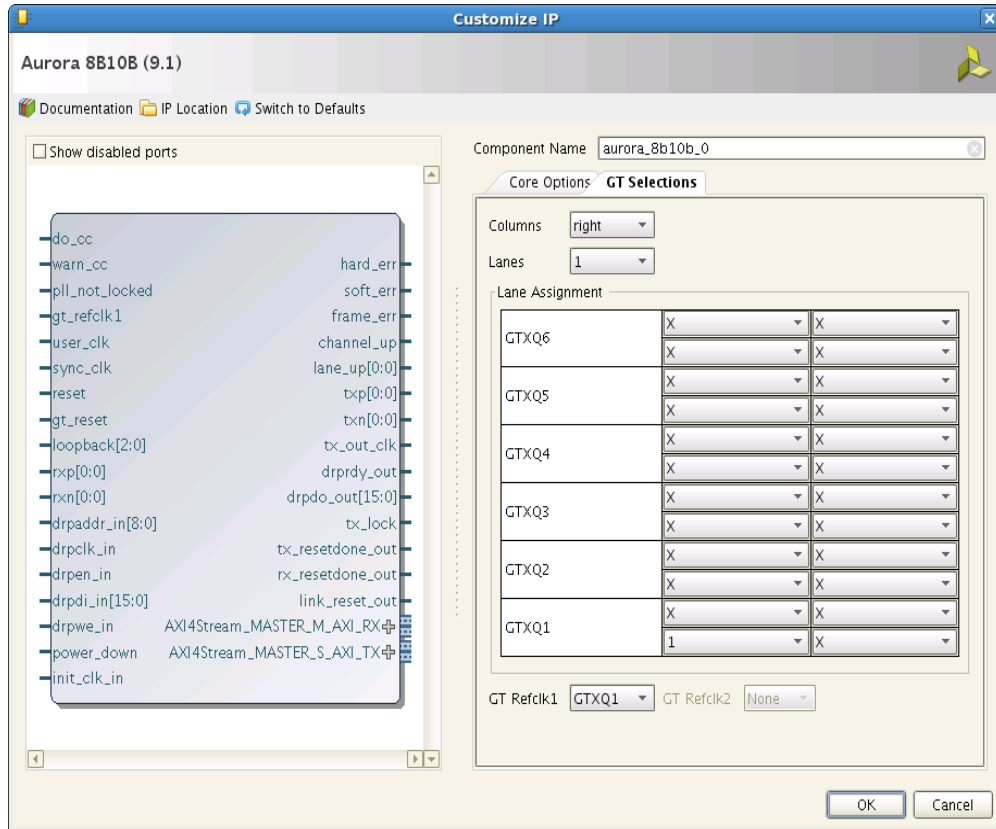 Customize IP
Aurora 8B10B (9.1)
Documentation IP Location Switch to Defaults
Show disabled ports
do_cc
warn_cc
pll_not_locked
gt_refclk1
user_clk
sync_clk
reset
gt_reset
loopback[2:0]
rxp[0:0]
rxn[0:0]
drpaddr_in[8:0]
drpclk_in
drpen_in
drpdi_in[15:0]
drpwe_in
power_down
init_clk_in
hard_err
soft_err
frame_err
channel_up
lane_up[0:0]
txp[0:0]
txn[0:0]
tx_out_clk
drprdy_out
drpdo_out[15:0]
tx_lock
tx_resetdone_out
rx_resetdone_out
link_reset_out
AXI4Stream_MASTER_M_AXI_RX
AXI4Stream_MASTER_S_AXI_TX
Component Name aurora_8b10b_0
Core Options GT Selections
Columns right
Lanes 1
Lane Assignment
GTXQ6
X X
X X
GTXQ5
X X
X X
GTXQ4
X X
X X
GTXQ3
X X
X X
GTXQ2
X X
X X
GTXQ1
X X
1 X
GT Refclk1 GTXQ1 GT Refclk2 None
OK Cancel